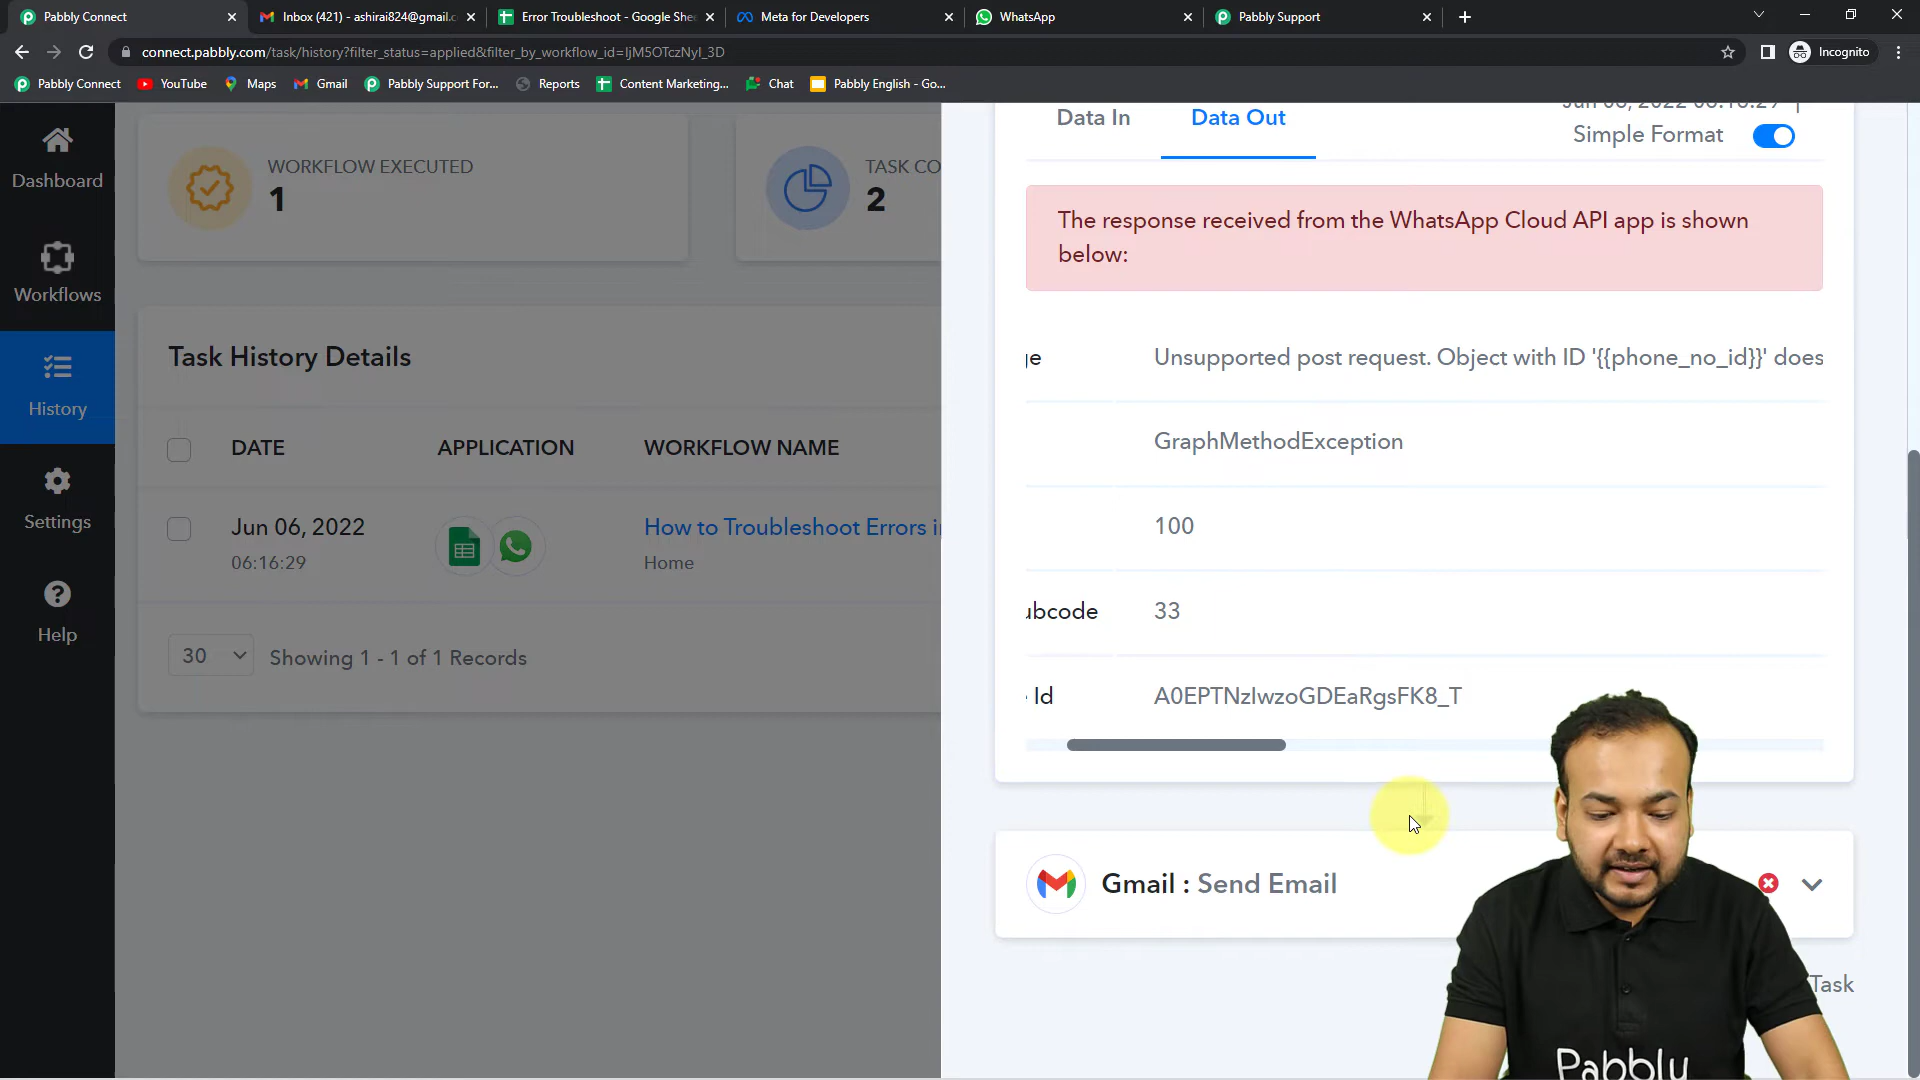 Pabbly Connect
Inbox (421) - ashirai824@gmail.c
Error Troubleshoot - Google She
Meta for Developers
WhatsApp
Pabbly Support
connect.pabbly.com/task/history?filter_status=applied&filter_by_workflow_id=IjM5OTczNyI_3D
Incognito
Pabbly Connect
YouTube
Maps
Gmail
Pabbly Support For...
Reports
Content Marketing...
Chat
Pabbly English - Go...
Dashboard
Workflows
History
Settings
Help
WORKFLOW EXECUTED
1
TASK CO
2
Task History Details
DATE APPLICATION WORKFLOW NAME
Jun 06, 2022
06:16:29
How to Troubleshoot Errors i
Home
30
Showing 1 - 1 of 1 Records
Data In
Data Out
Simple Format
The response received from the WhatsApp Cloud API app is shown
below:
ge
Unsupported post request. Object with ID '{{phone_no_id}}' does
GraphMethodException
100
ubcode
33
Id
A0EPTNzIwzoGDEaRgsFK8_T
Gmail : Send Email
Task
Pabbly